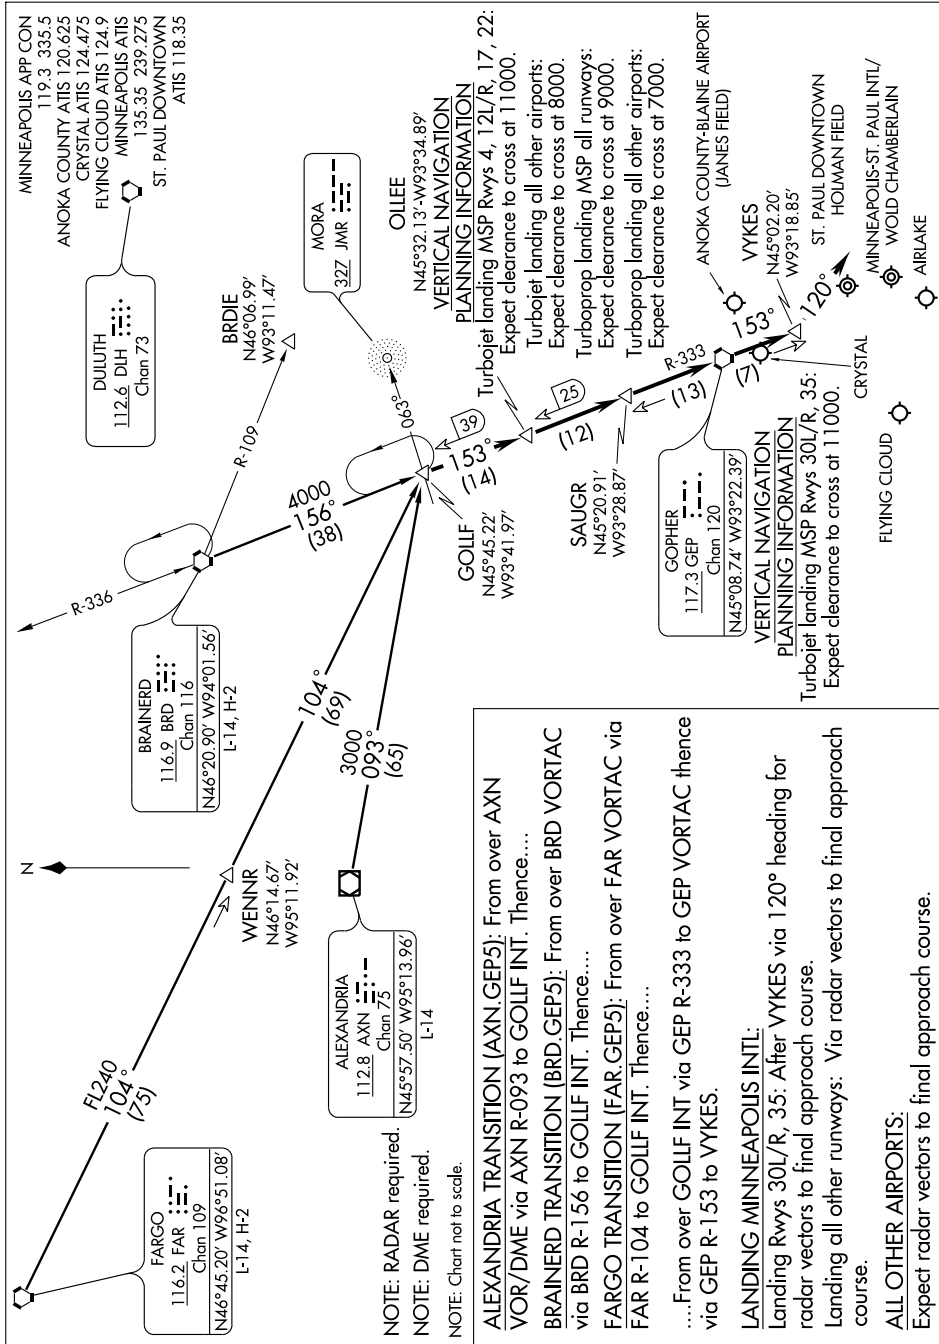 MINNEAPOLIS APP CON
119.3 335.5
ANOKA COUNTY ATIS 120.625
CRYSTAL ATIS 124.475
FLYING CLOUD ATIS 124.9
MINNEAPOLIS ATIS
135.35 239.275
ST. PAUL DOWNTOWN
ATIS 118.35
DULUTH
112.6 DLH
Chan 73
BRDIE
N46°06.99'
W93°11.47'
R-109
MORA
327 JMR
063°
R-336
BRAINERD
116.9 BRD
Chan 116
N46°20.90' W94°01.56'
L-14, H-2
4000
156°
(38)
N
WENNR
N46°14.67'
W95°11.92'
FL240
104°
(75)
FARGO
116.2 FAR
Chan 109
N46°45.20' W96°51.08'
L-14, H-2
ALEXANDRIA
112.8 AXN
Chan 75
N45°57.50' W95°13.96'
L-14
104°
(69)
3000
093°
(65)
GOLLF
N45°45.22'
W93°41.97'
39
153°
(14)
OLLEE
N45°32.13'-W93°34.89'
VERTICAL NAVIGATION
PLANNING INFORMATION
Turbojet landing MSP Rwys 4, 12L/R, 17, 22:
Expect clearance to cross at 11000.
Turbojet landing all other airports:
Expect clearance to cross at 8000.
Turboprop landing MSP all runways:
Expect clearance to cross at 9000.
Turboprop landing all other airports:
Expect clearance to cross at 7000.
25
(12)
SAUGR
N45°20.91'
W93°28.87'
R-333
(13)
GOPHER
117.3 GEP
Chan 120
N45°08.74' W93°22.39'
153°
(7)
ANOKA COUNTY-BLAINE AIRPORT
(JANES FIELD)
VYKES
N45°02.20'
W93°18.85'
120°
ST. PAUL DOWNTOWN
HOLMAN FIELD
MINNEAPOLIS-ST. PAUL INTL/
WOLD CHAMBERLAIN
AIRLAKE
CRYSTAL
FLYING CLOUD
VERTICAL NAVIGATION
PLANNING INFORMATION
Turbojet landing MSP Rwys 30L/R, 35:
Expect clearance to cross at 11000.
NOTE: RADAR required.
NOTE: DME required.
NOTE: Chart not to scale.
ALEXANDRIA TRANSITION (AXN.GEP5): From over AXN
VOR/DME via AXN R-093 to GOLLF INT. Thence....
BRAINERD TRANSITION (BRD.GEP5): From over BRD VORTAC
via BRD R-156 to GOLLF INT. Thence....
FARGO TRANSITION (FAR.GEP5): From over FAR VORTAC via
FAR R-104 to GOLLF INT. Thence....
....From over GOLLF INT via GEP R-333 to GEP VORTAC thence
via GEP R-153 to VYKES.
LANDING MINNEAPOLIS INTL:
Landing Rwys 30L/R, 35: After VYKES via 120° heading for
radar vectors to final approach course.
Landing all other runways: Via radar vectors to final approach
course.
ALL OTHER AIRPORTS:
Expect radar vectors to final approach course.